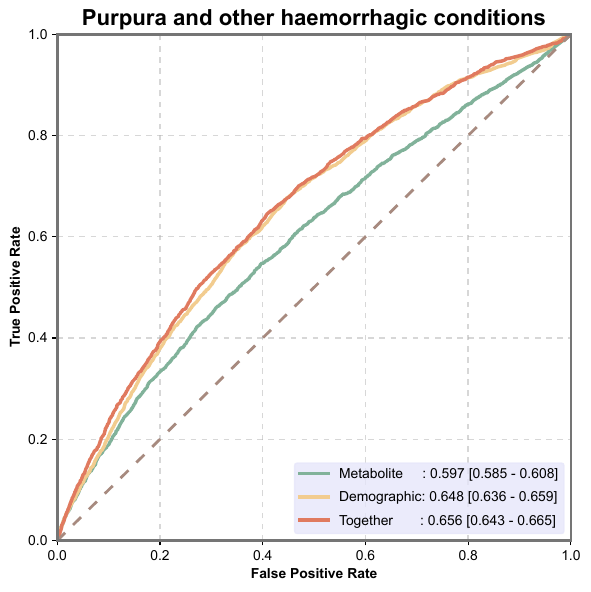 Purpura and other haemorrhagic conditions
1.0
0.8
0.6
0.4
0.2
0.0
True Positive Rate
Metabolite : 0.597 [0.585 - 0.608]
Demographic: 0.648 [0.636 - 0.659]
Together : 0.656 [0.643 - 0.665]
0.0 0.2 0.4 0.6 0.8 1.0
False Positive Rate